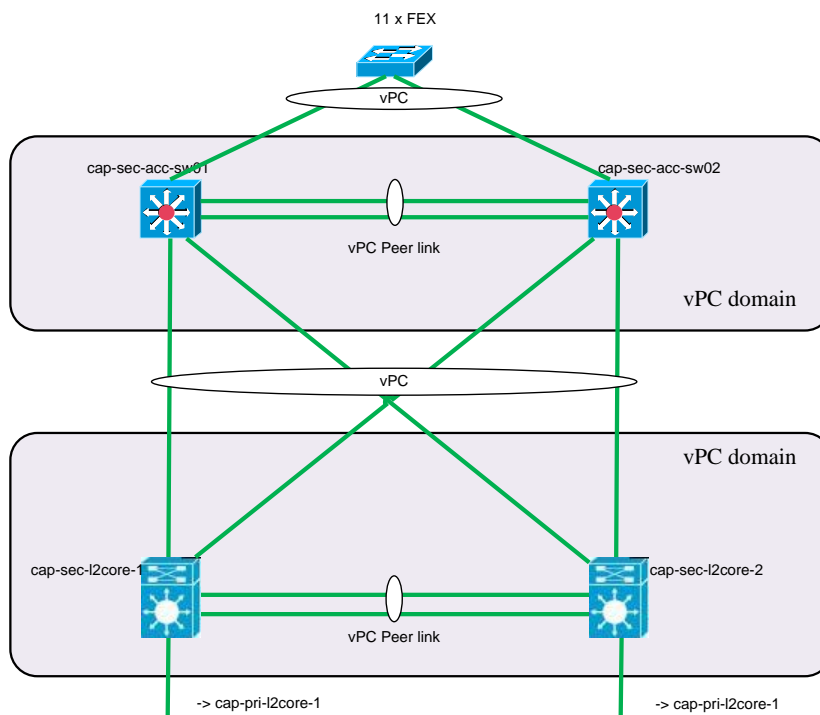 11 x FEX
vPC
cap-sec-acc-sw01
cap-sec-acc-sw02
vPC Peer link
vPC domain
vPC
vPC domain
cap-sec-l2core-1
cap-sec-l2core-2
vPC Peer link
-> cap-pri-l2core-1
-> cap-pri-l2core-1